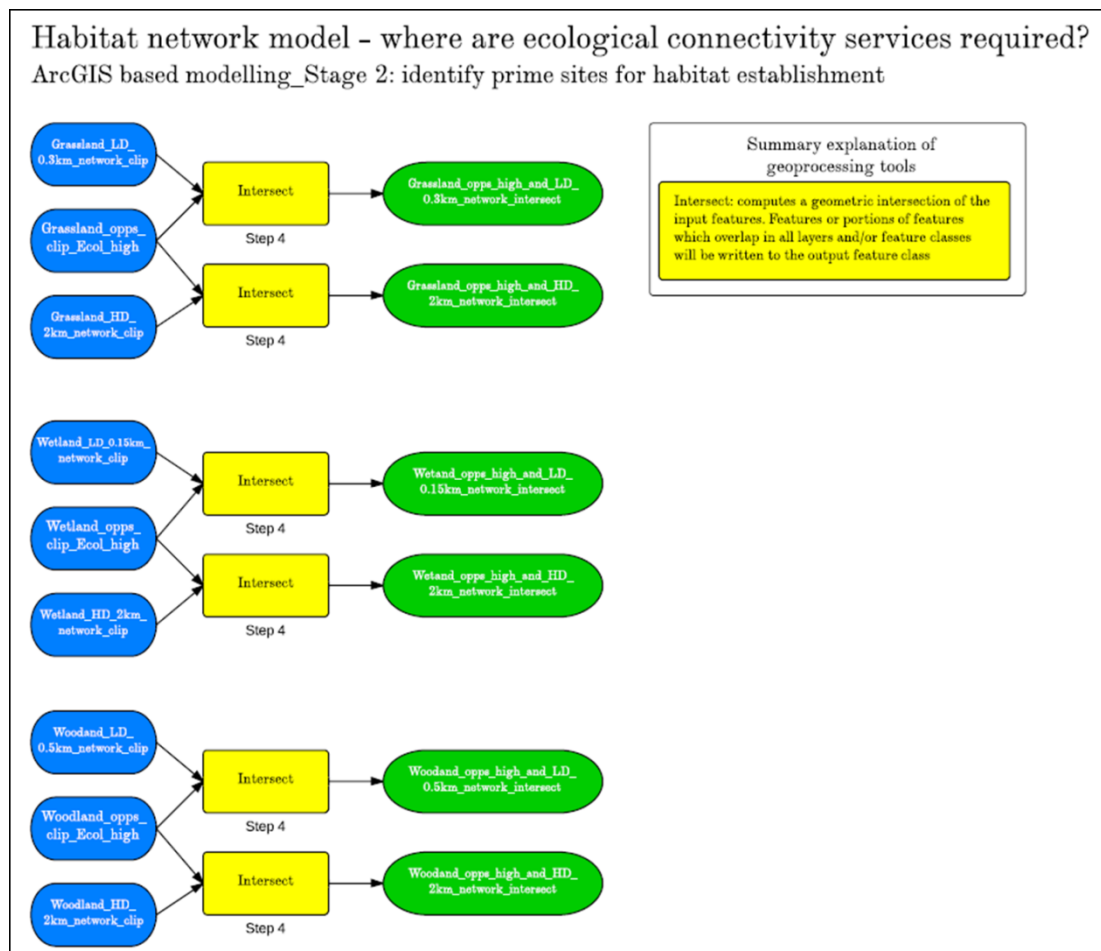 Habitat network model - where are ecological connectivity services required?
ArcGIS based modelling_Stage 2: identify prime sites for habitat establishment
Grassland_LD_
0.3km_network_clip
Grassland_opps_
clip_Ecol_high
Grassland_HD_
2km_network_clip
Intersect
Step 4
Intersect
Step 4
Grassland_opps_high_and_LD_
0.3km_network_intersect
Grassland_opps_high_and_HD_
2km_network_intersect
Summary explanation of
geoprocessing tools
Intersect: computes a geometric intersection of the
input features. Features or portions of features
which overlap in all layers and/or feature classes
will be written to the output feature class
Wetland_LD_0.15km_
network_clip
Wetland_opps_
clip_Ecol_high
Wetland_HD_2km_
network_clip
Intersect
Step 4
Intersect
Step 4
Wetand_opps_high_and_LD_
0.15km_network_intersect
Wetand_opps_high_and_HD_
2km_network_intersect
Woodand_LD_
0.5km_network_clip
Woodland_opps_
clip_Ecol_high
Woodland_HD_
2km_network_clip
Intersect
Step 4
Intersect
Step 4
Woodand_opps_high_and_LD_
0.5km_network_intersect
Woodand_opps_high_and_HD_
2km_network_intersect